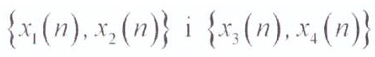 {x₁(n), x₂(n)} i {x₃(n), x₄(n)}